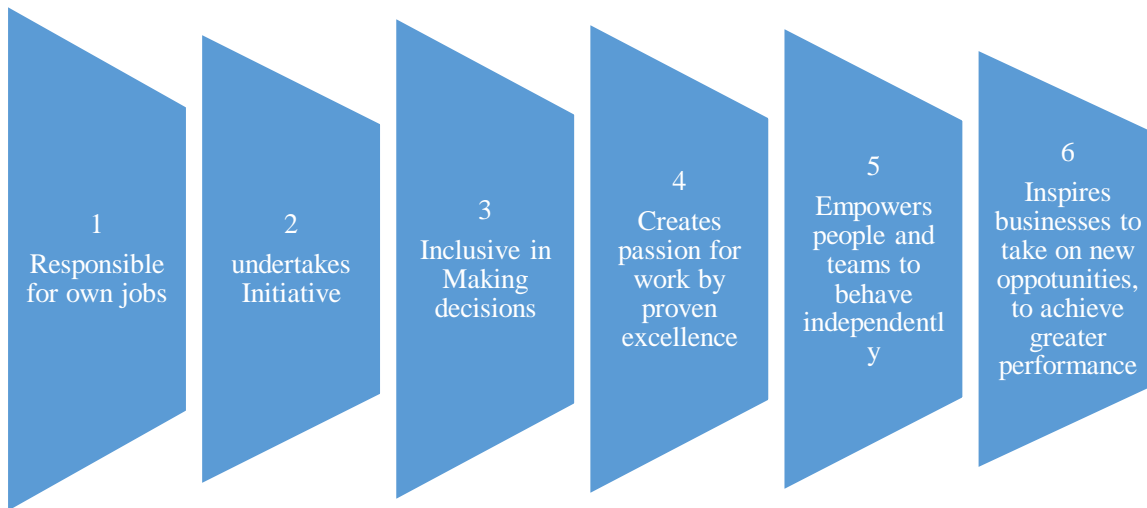 1
Responsible
for own jobs
2
undertakes
Initiative
3
Inclusive in
Making
decisions
4
Creates
passion for
work by
proven
excellence
5
Empowers
people and
teams to
behave
independentl
y
6
Inspires
businesses to
take on new
oppotunities,
to achieve
greater
performance